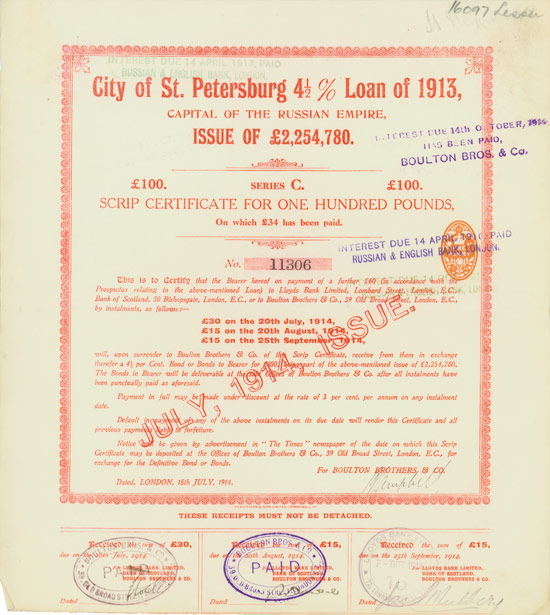 16097
INTEREST DUE 14 APRIL 1917, PAID
RUSSIAN & ENGLISH BANK, LONDON.
City of St. Petersburg 4½ % Loan of 1913,
CAPITAL OF THE RUSSIAN EMPIRE,
ISSUE OF £2,254,780.
INTEREST DUE 14th OCTOBER, 
HAS BEEN PAID,
BOULTON BROS. & Co.
£100. SERIES C. £100.
SCRIP CERTIFICATE FOR ONE HUNDRED POUNDS,
On which £34 has been paid.
INTEREST DUE 14 APRIL 1916 PAID
RUSSIAN & ENGLISH BANK, LONDON.
No. 11306
This is to Certify that the Bearer hereof on payment of a further £60 (in accordance with the
Prospectus relating to the above-mentioned Loan) to Lloyds Bank Limited, Lombard Street, London, E.C.,
Bank of Scotland, 30 Bishopsgate, London, E.C., or to Boulton Brothers & Co., 39 Old Broad Street, London, E.C.,
by instalments, as follows:—
£30 on the 20th July, 1914,
£15 on the 20th August, 1914,
£15 on the 25th September, 1914,
will, upon surrender to Boulton Brothers & Co. of this Scrip Certificate, receive from them in exchange
therefor a 4½ per Cent. Bond or Bonds to Bearer for £100, part of the above-mentioned issue of £2,254,780.
The Bonds to Bearer will be deliverable at the Offices of Boulton Brothers & Co. after all instalments have
been punctually paid as aforesaid.
Payment in full may be made under discount at the rate of 3 per cent. per annum on any instalment
date.
Default in payment of any of the above instalments on its due date will render this Certificate and all
previous payments liable to forfeiture.
Notice will be given by advertisement in "The Times" newspaper of the date on which this Scrip
Certificate may be deposited at the Offices of Boulton Brothers & Co., 39 Old Broad Street, London, E.C., for
exchange for the Definitive Bond or Bonds.
JULY, 1914, ISSUE.
For BOULTON BROTHERS & CO.
Dated, LONDON, 15th JULY, 1914.
THESE RECEIPTS MUST NOT BE DETACHED.
Received the sum of £30,
due on the 20th July, 1914.
PAID
Dated
Received the sum of £15,
due on the 20th August, 1914.
BOULTON BROS. & Co.
PAID
39 OLD BROAD STREET
Dated
Received the sum of £15,
due on the 25th September, 1914.
For LLOYDS BANK LIMITED.
BANK OF SCOTLAND.
BOULTON BROTHERS & CO.
Dated